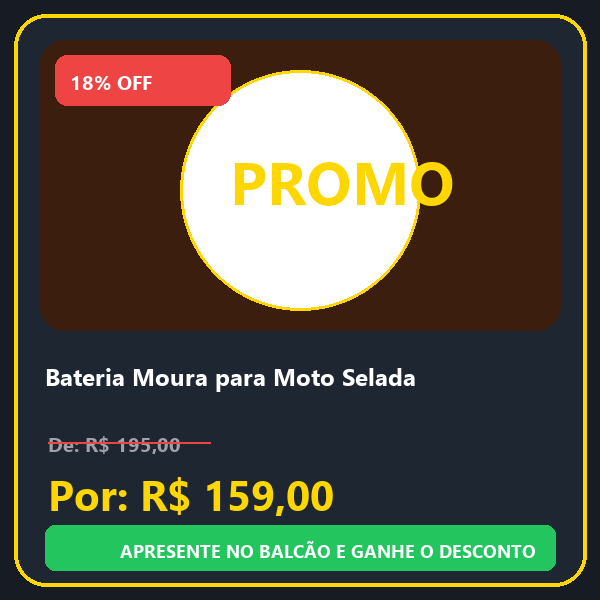 18% OFF
PROMO
Bateria Moura para Moto Selada
De: R$ 195,00
Por: R$ 159,00
APRESENTE NO BALCÃO E GANHE O DESCONTO